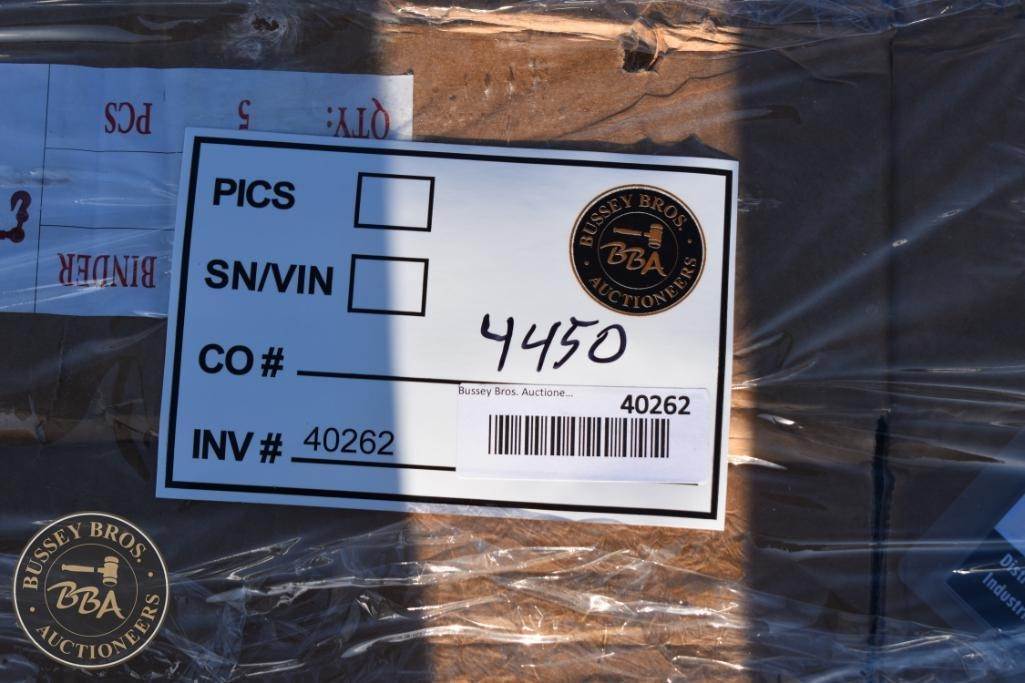 QTY: 5 PCS
BINDER
PICS
SN/VIN
CO #
INV # 40262
BUSSEY BROS.
BBA
AUCTIONEERS
4450
Bussey Bros. Auctione...
40262
BUSSEY BROS.
BBA
AUCTIONEERS
Industr